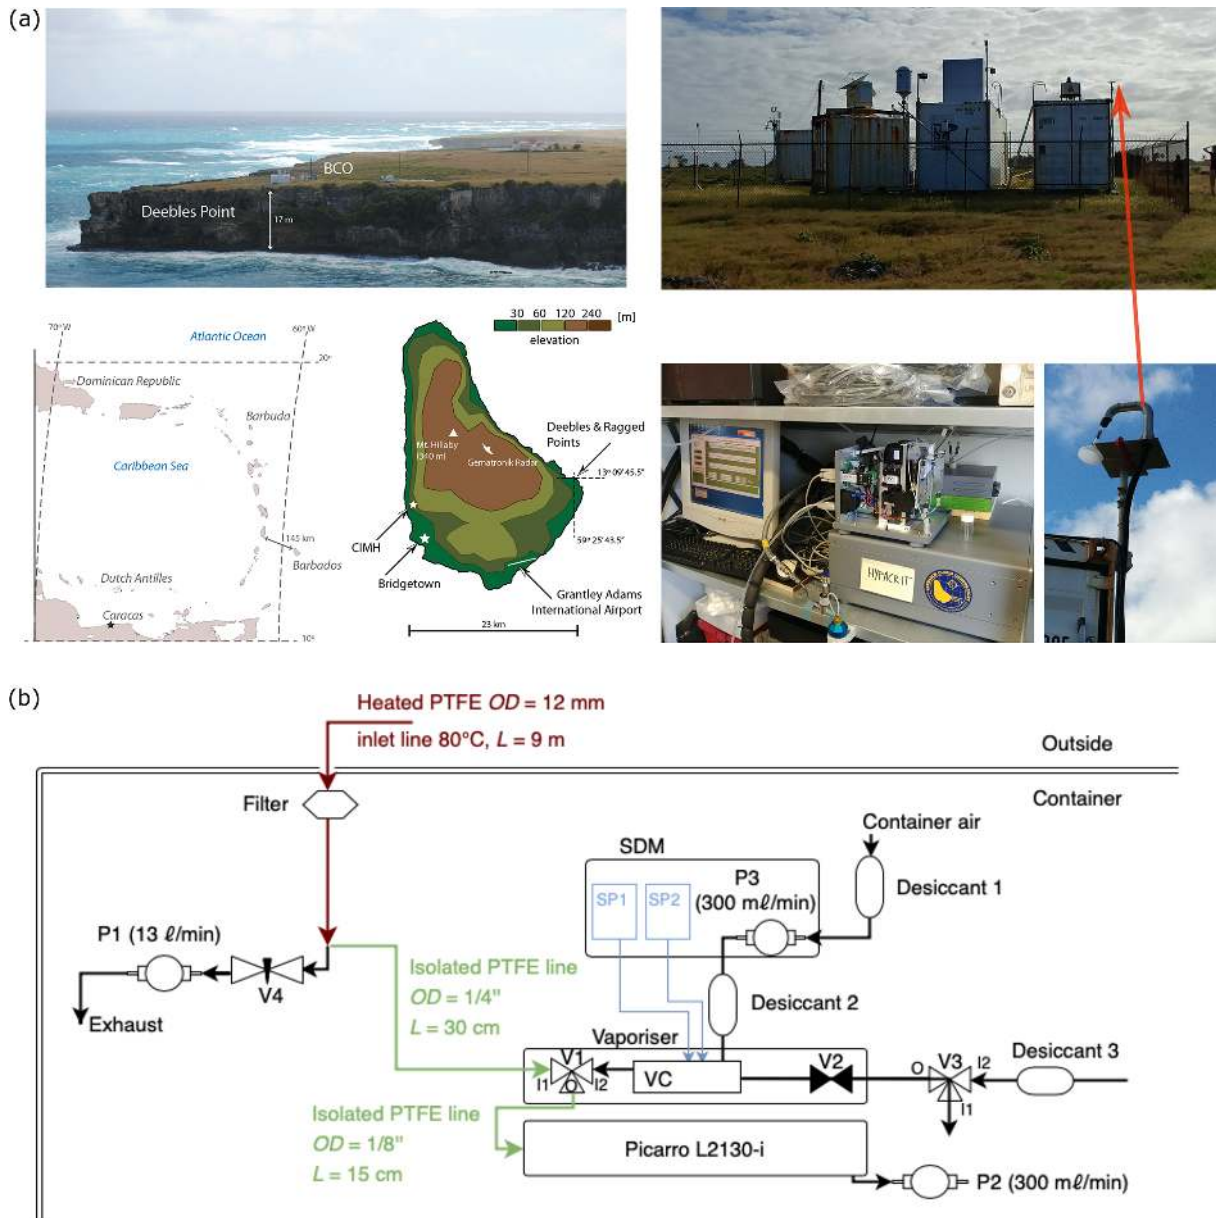 (a)
BCO
Deebles Point
17 m
70° W
60° W
Atlantic Ocean
20°
Dominican Republic
Barbuda
Caribbean Sea
145 km
Barbados
Dutch Antilles
Caracas
10°
30 60 120 240 [m]
elevation
Deebles & Ragged
Points
Mt. Hillaby
(340 m)
Gematronik Radar
13° 09' 45.5"
59° 25' 43.5"
CIMH
Bridgetown
Grantley Adams
International Airport
23 km
HYPACRIT
(b)
Heated PTFE OD = 12 mm
inlet line 80°C, L = 9 m
Outside
Container
Filter
Container air
SDM
Desiccant 1
SP1
SP2
P3
(300 mℓ/min)
P1 (13 ℓ/min)
V4
Exhaust
Isolated PTFE line
OD = 1/4"
L = 30 cm
Desiccant 2
Vaporiser
V1
I1
O
I2
VC
V2
V3
O
I2
I1
Desiccant 3
Isolated PTFE line
OD = 1/8"
L = 15 cm
Picarro L2130-i
P2 (300 mℓ/min)